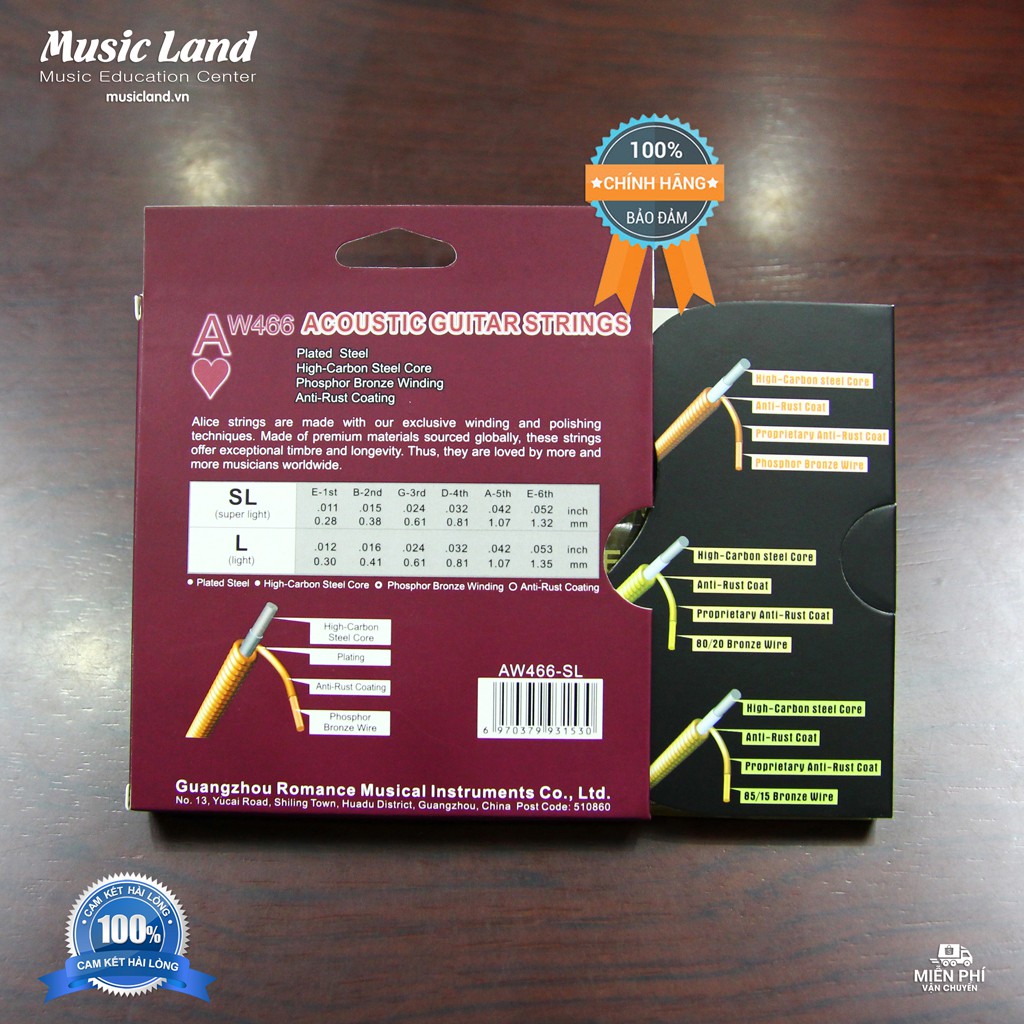 Music Land
Music Education Center
musicland.vn
100%
CHÍNH HÃNG
BẢO ĐẢM
A W466 ACOUSTIC GUITAR STRINGS
Plated Steel
High-Carbon Steel Core
Phosphor Bronze Winding
Anti-Rust Coating
Alice strings are made with our exclusive winding and polishing
techniques. Made of premium materials sourced globally, these strings
offer exceptional timbre and longevity. Thus, they are loved by more and
more musicians worldwide.
SL (super light) E-1st B-2nd G-3rd D-4th A-5th E-6th
.011 .015 .024 .032 .042 .052 inch
0.28 0.38 0.61 0.81 1.07 1.32 mm
L (light) .012 .016 .024 .032 .042 .053 inch
0.30 0.41 0.61 0.81 1.07 1.35 mm
Plated Steel High-Carbon Steel Core Phosphor Bronze Winding Anti-Rust Coating
High-Carbon
Steel Core
Plating
Anti-Rust Coating
Phosphor
Bronze Wire
AW466-SL
6 970379 931530
Guangzhou Romance Musical Instruments Co., Ltd.
No. 13, Yucai Road, Shiling Town, Huadu District, Guangzhou, China Post Code: 510860
High-Carbon steel Core
Anti-Rust Coat
Proprietary Anti-Rust Coat
Phosphor Bronze Wire
High-Carbon steel Core
Anti-Rust Coat
Proprietary Anti-Rust Coat
80/20 Bronze Wire
High-Carbon steel Core
Anti-Rust Coat
Proprietary Anti-Rust Coat
85/15 Bronze Wire
CAM KẾT HÀI LÒNG
100%
CAM KẾT HÀI LÒNG
MIỄN PHÍ
VẬN CHUYỂN